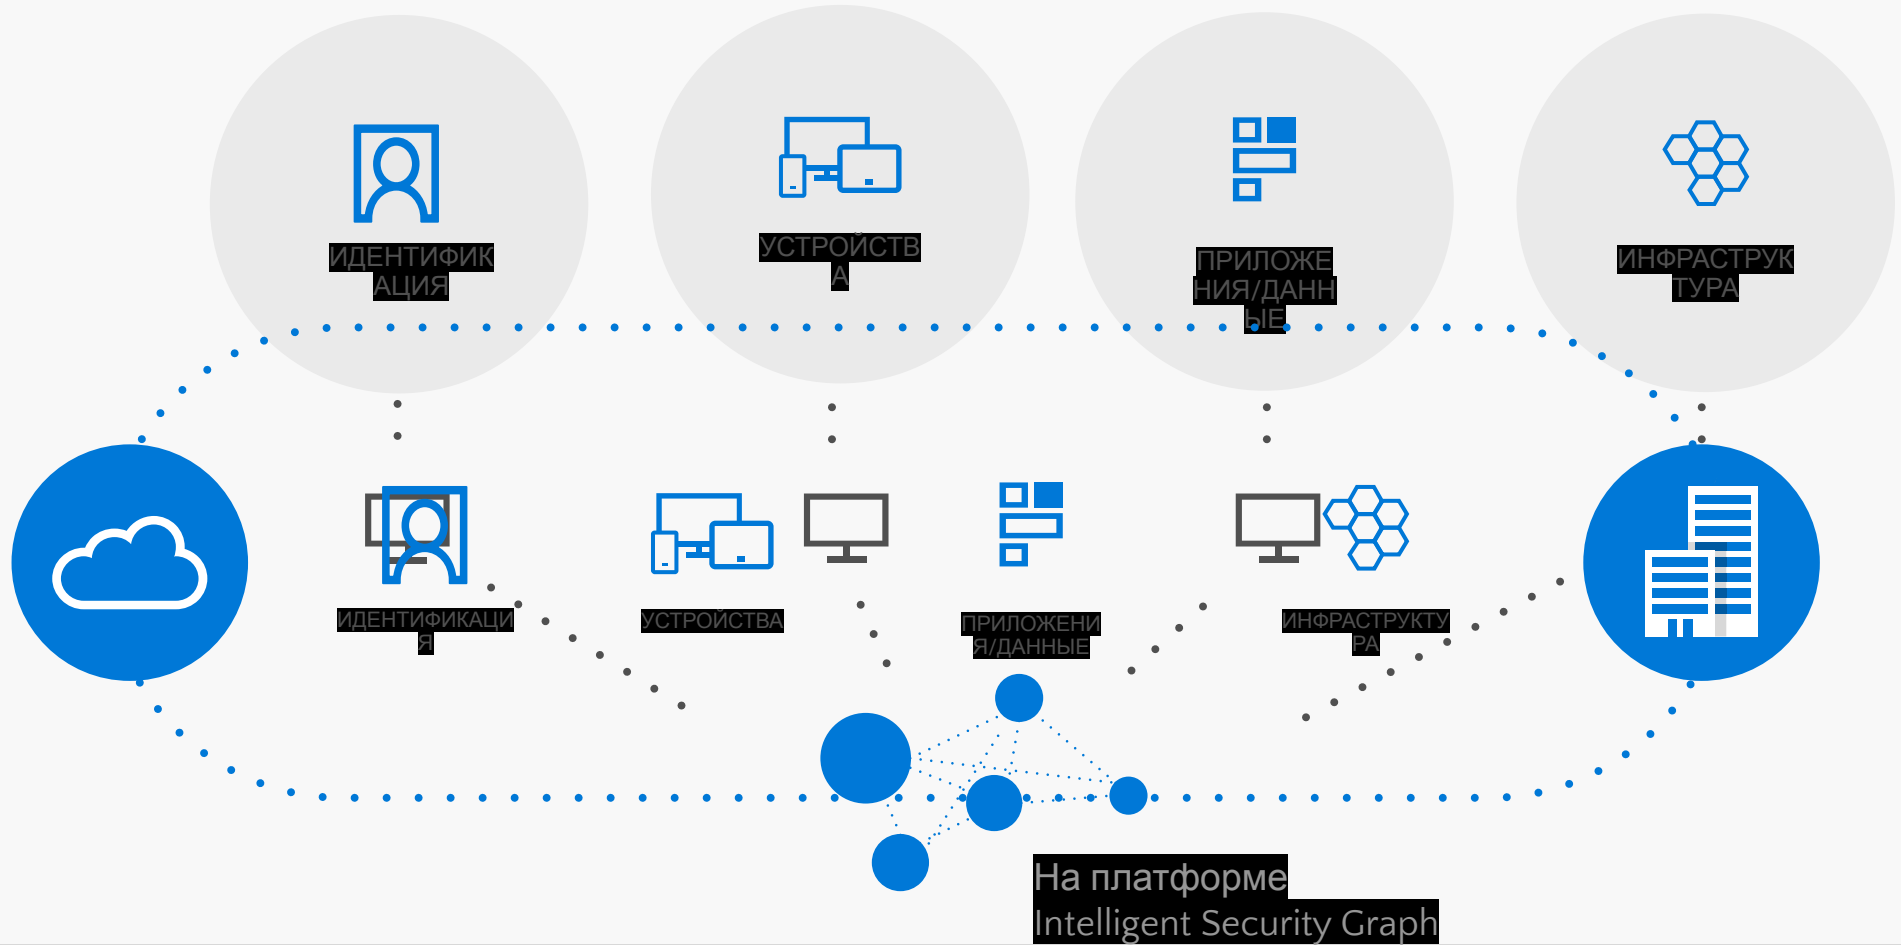 ИДЕНТИФИК
АЦИЯ
УСТРОЙСТВ
А
ПРИЛОЖЕ
НИЯ/ДАНН
ЫЕ
ИНФРАСТРУК
ТУРА
ИДЕНТИФИКАЦИ
Я
УСТРОЙСТВА
ПРИЛОЖЕНИ
Я/ДАННЫЕ
ИНФРАСТРУКТУ
РА
На платформе
Intelligent Security Graph